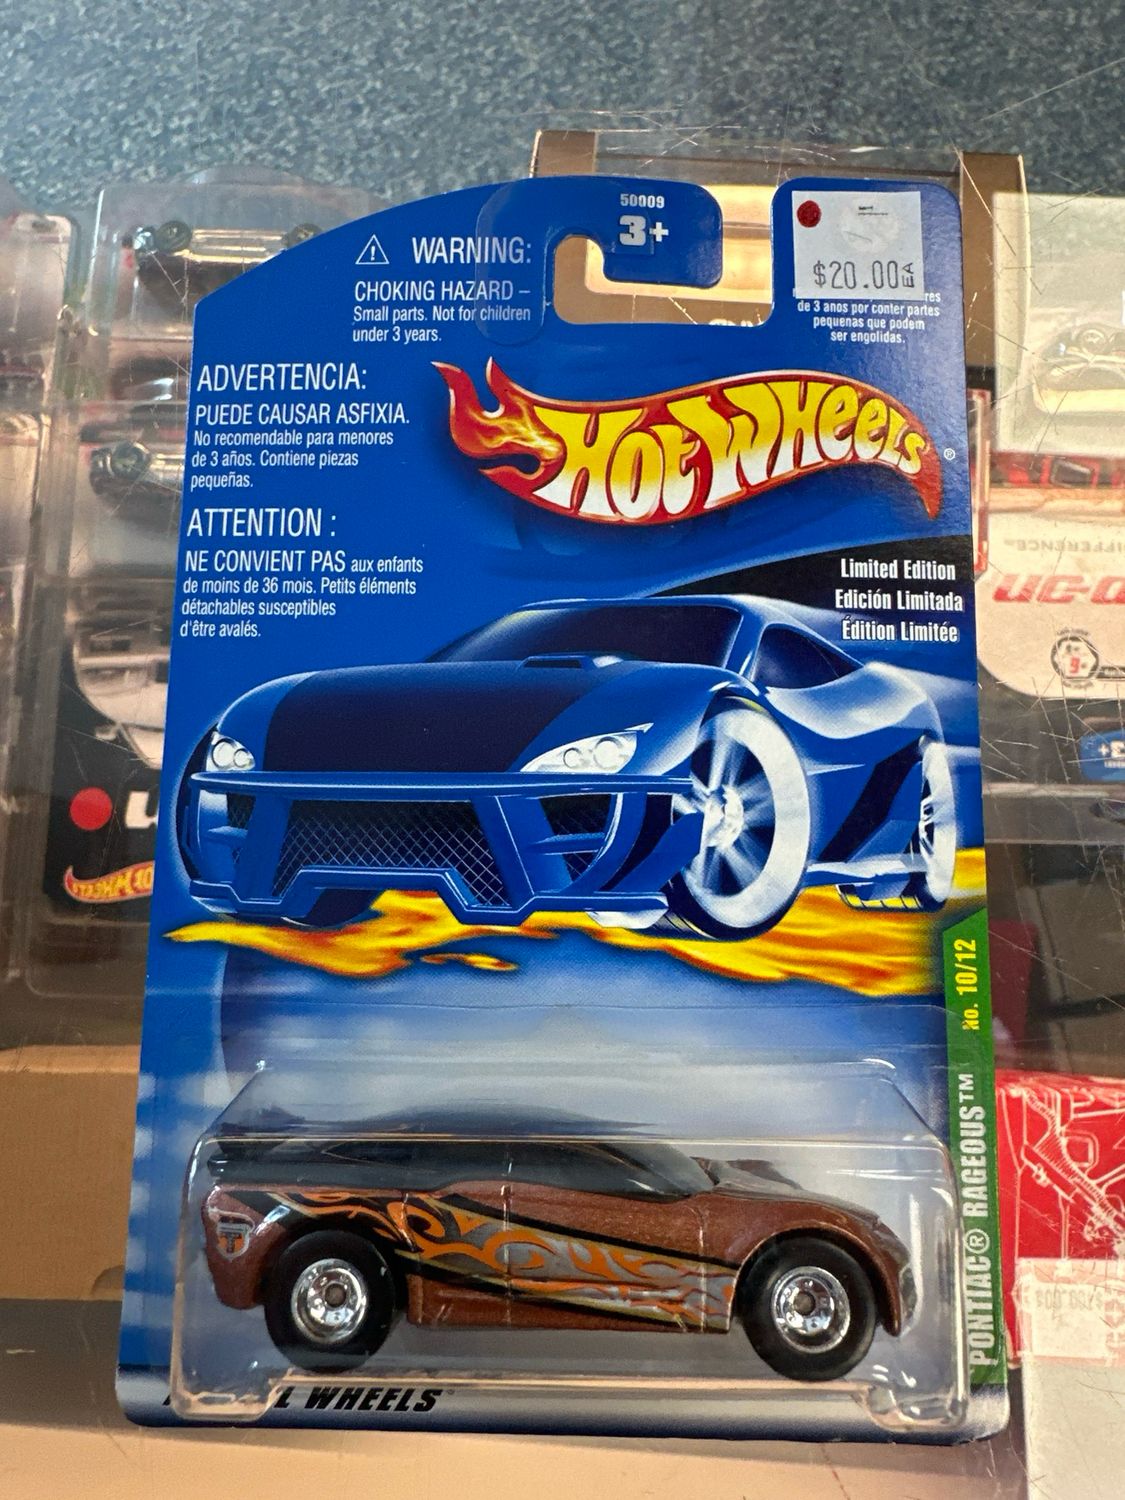 50009
3+
WARNING:
CHOKING HAZARD –
Small parts. Not for children
under 3 years.
$20.00 EA
de 3 anos por conter partes
pequenas que podem
ser engolidas.
ADVERTENCIA:
PUEDE CAUSAR ASFIXIA.
No recomendable para menores
de 3 años. Contiene piezas
pequeñas.
ATTENTION :
NE CONVIENT PAS aux enfants
de moins de 36 mois. Petits éléments
détachables susceptibles
d'être avalés.
HOT WHEELS®
Limited Edition
Edición Limitada
Édition Limitée
No. 10/12
PONTIAC® RAGEOUS™
WHEELS